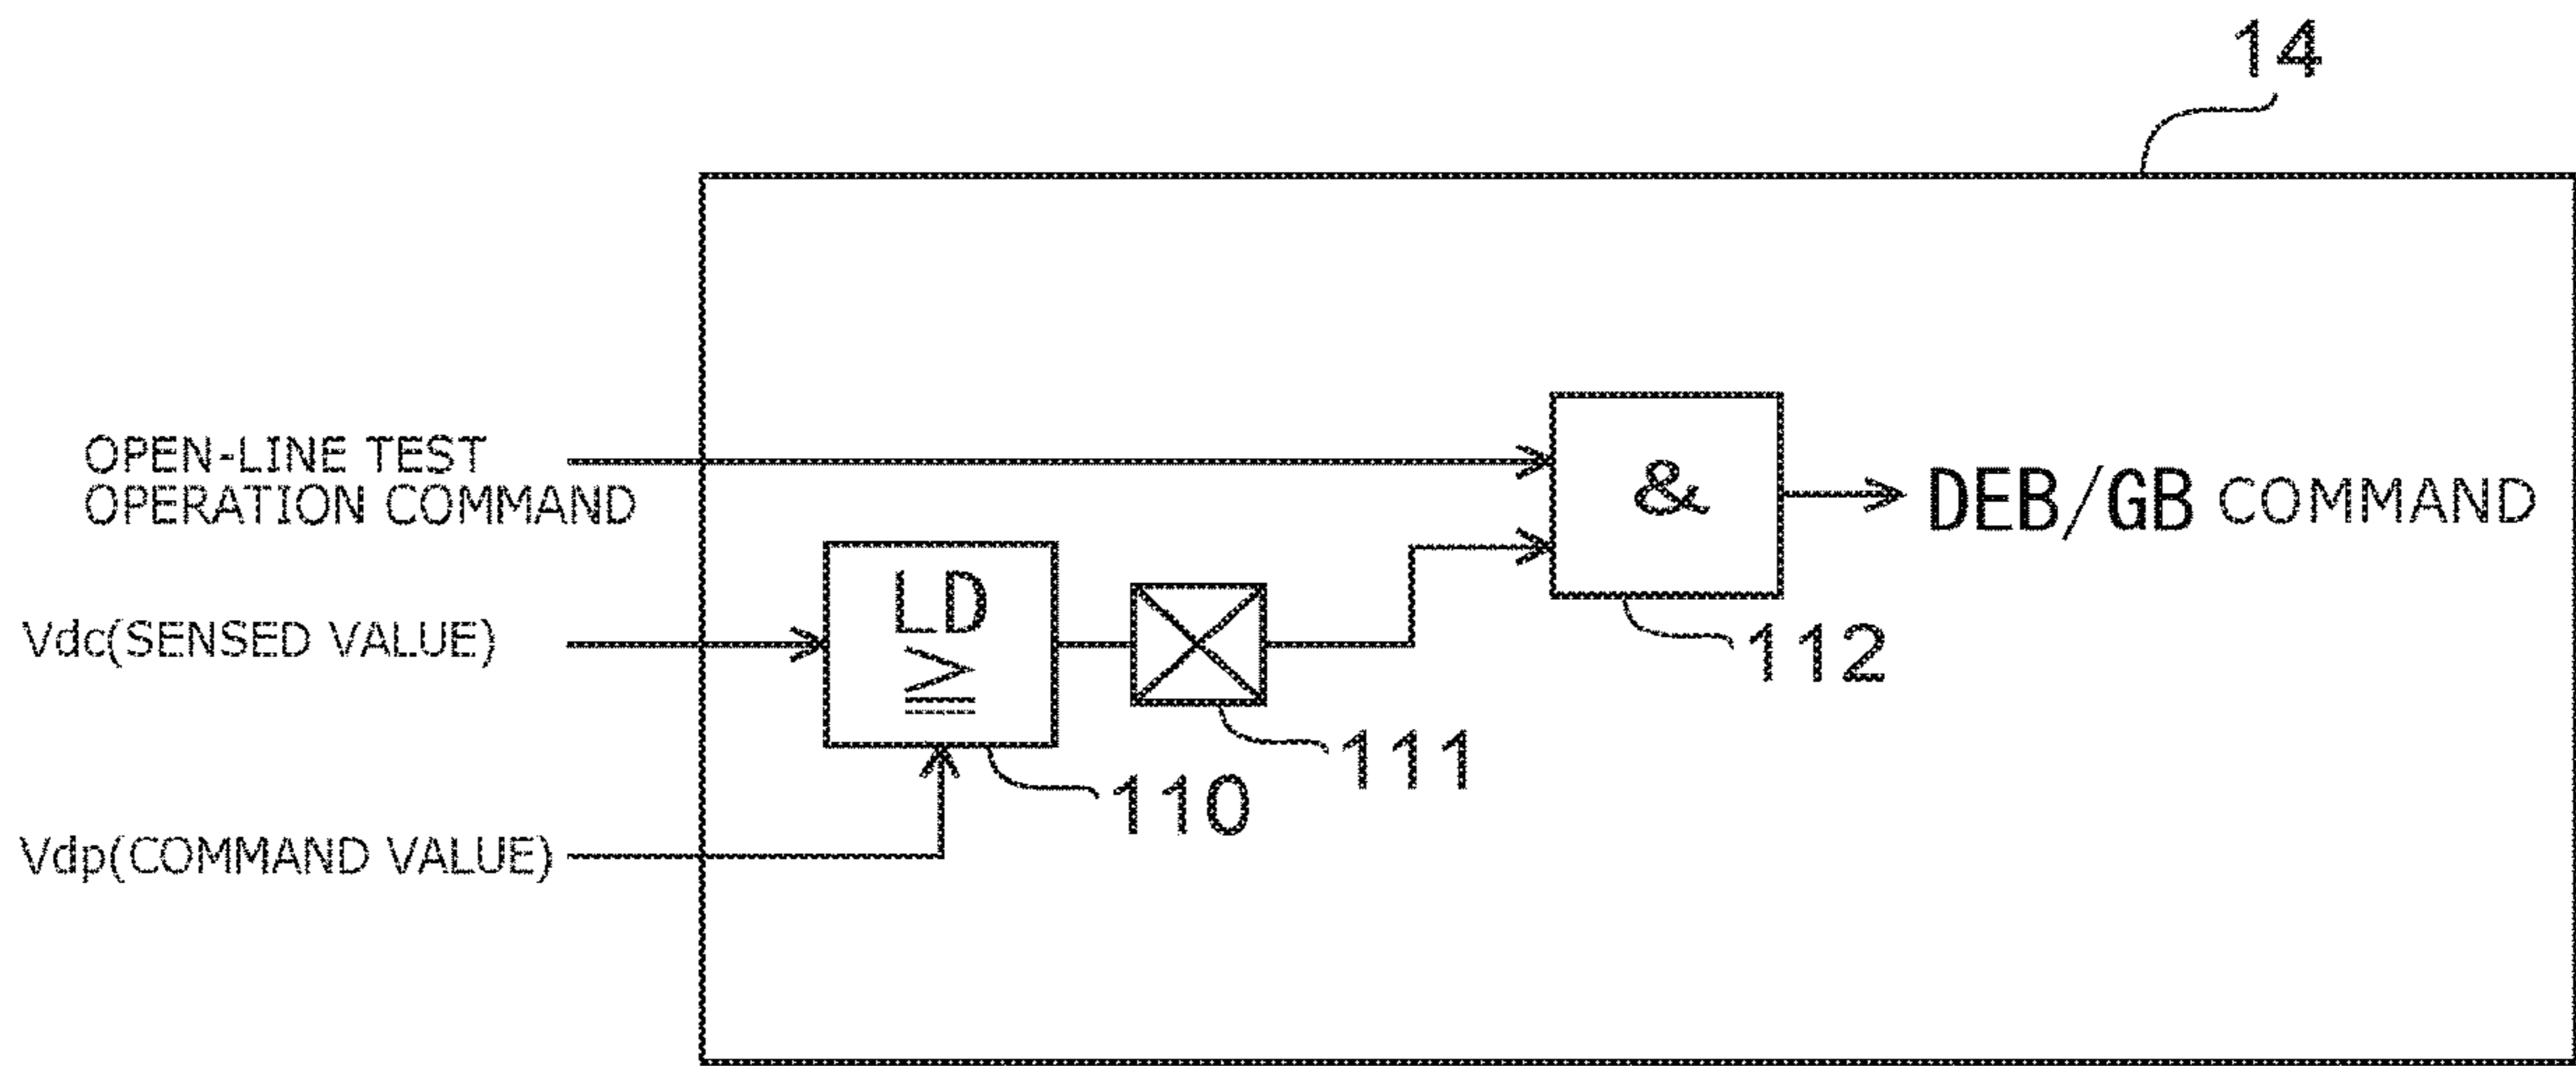 14
OPEN-LINE TEST
OPERATION COMMAND
&
DEB/GB COMMAND
LD
≧
Vdc(SENSED VALUE)
112
111
110
Vdp(COMMAND VALUE)